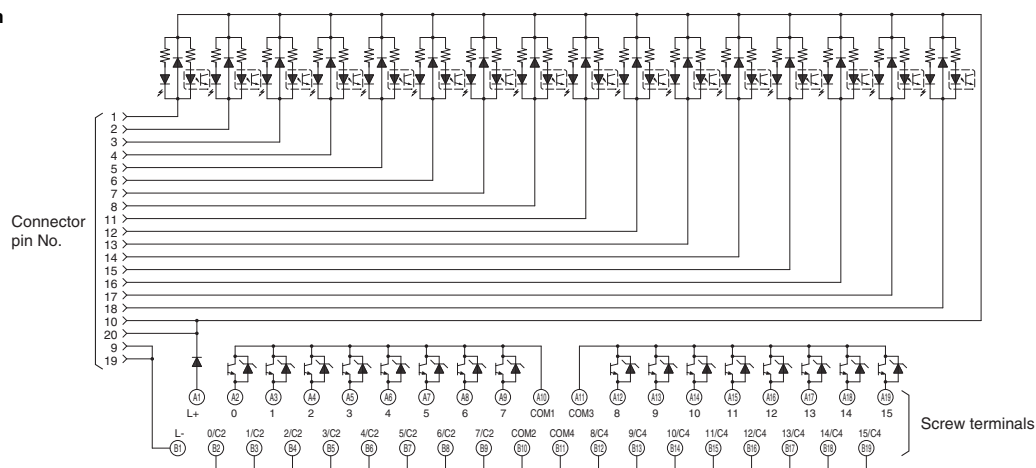 n
1
2
3
4
5
6
7
8
11
12
13
14
15
16
17
18
10
20
9
19
Connector
pin No.
A1 A2 A3 A4 A5 A6 A7 A8 A9 A10 A11 A12 A13 A14 A15 A16 A17 A18 A19
L+ 0 1 2 3 4 5 6 7 COM1 COM3 8 9 10 11 12 13 14 15
Screw terminals
L- 0/C2 1/C2 2/C2 3/C2 4/C2 5/C2 6/C2 7/C2 COM2 COM4 8/C4 9/C4 10/C4 11/C4 12/C4 13/C4 14/C4 15/C4
B1 B2 B3 B4 B5 B6 B7 B8 B9 B10 B11 B12 B13 B14 B15 B16 B17 B18 B19